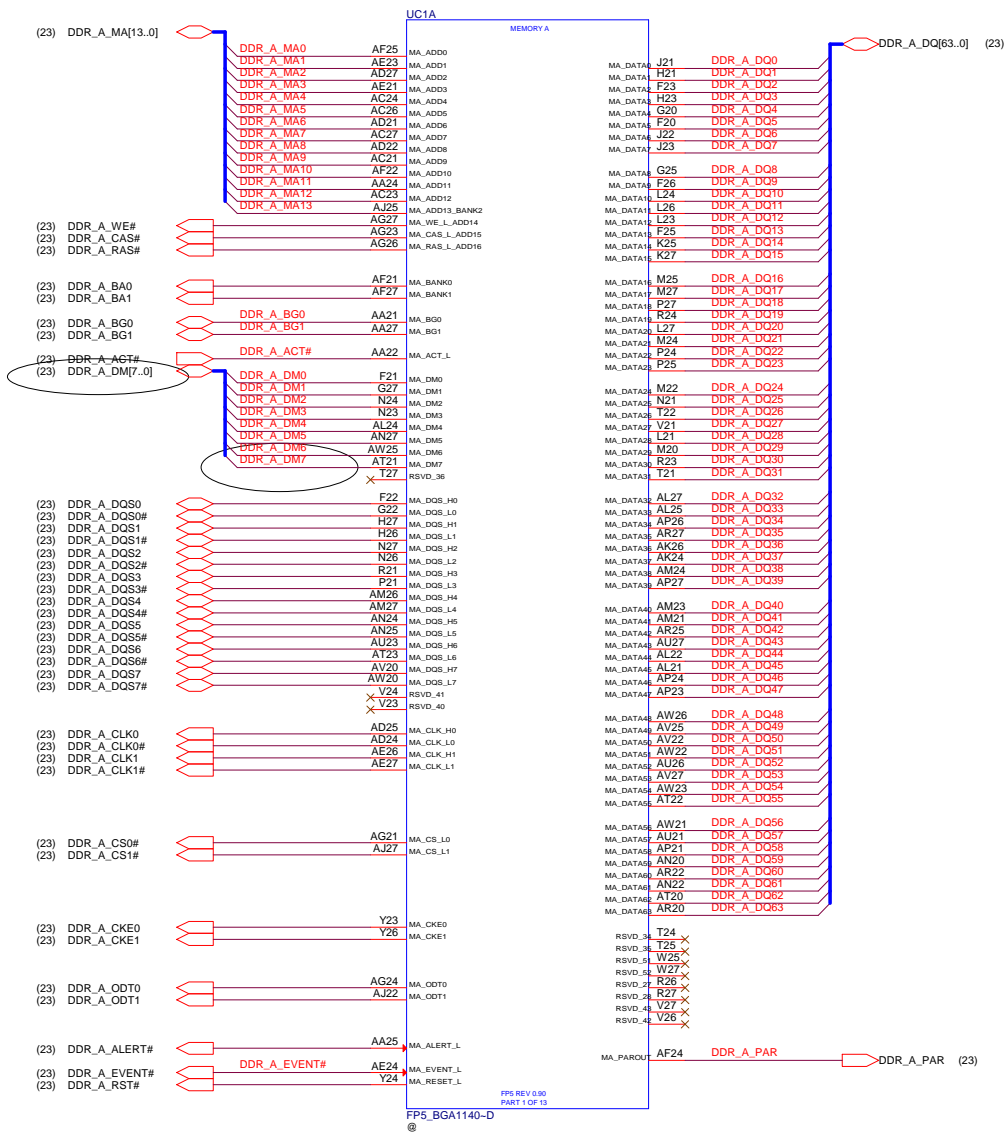 UC1A
MEMORY A
(23) DDR_A_MA[13..0]
DDR_A_MA0 AF25 MA_ADD0
DDR_A_MA1 AE23 MA_ADD1
DDR_A_MA2 AD27 MA_ADD2
DDR_A_MA3 AE21 MA_ADD3
DDR_A_MA4 AC24 MA_ADD4
DDR_A_MA5 AC26 MA_ADD5
DDR_A_MA6 AD21 MA_ADD6
DDR_A_MA7 AC27 MA_ADD7
DDR_A_MA8 AD22 MA_ADD8
DDR_A_MA9 AC21 MA_ADD9
DDR_A_MA10 AF22 MA_ADD10
DDR_A_MA11 AA24 MA_ADD11
DDR_A_MA12 AC23 MA_ADD12
DDR_A_MA13 AJ25 MA_ADD13_BANK2
(23) DDR_A_WE# AG27 MA_WE_L_ADD14
(23) DDR_A_CAS# AG23 MA_CAS_L_ADD15
(23) DDR_A_RAS# AG26 MA_RAS_L_ADD16
(23) DDR_A_BA0 AF21 MA_BANK0
(23) DDR_A_BA1 AF27 MA_BANK1
(23) DDR_A_BG0 DDR_A_BG0 AA21 MA_BG0
(23) DDR_A_BG1 DDR_A_BG1 AA27 MA_BG1
(23) DDR_A_ACT# DDR_A_ACT# AA22 MA_ACT_L
(23) DDR_A_DM[7..0]
DDR_A_DM0 F21 MA_DM0
DDR_A_DM1 G27 MA_DM1
DDR_A_DM2 N24 MA_DM2
DDR_A_DM3 N23 MA_DM3
DDR_A_DM4 AL24 MA_DM4
DDR_A_DM5 AN27 MA_DM5
DDR_A_DM6 AW25 MA_DM6
DDR_A_DM7 AT21 MA_DM7
T27 RSVD_36
(23) DDR_A_DQS0 F22 MA_DQS_H0
(23) DDR_A_DQS0# G22 MA_DQS_L0
(23) DDR_A_DQS1 H27 MA_DQS_H1
(23) DDR_A_DQS1# H26 MA_DQS_L1
(23) DDR_A_DQS2 N27 MA_DQS_H2
(23) DDR_A_DQS2# N26 MA_DQS_L2
(23) DDR_A_DQS3 R21 MA_DQS_H3
(23) DDR_A_DQS3# P21 MA_DQS_L3
(23) DDR_A_DQS4 AM26 MA_DQS_H4
(23) DDR_A_DQS4# AM27 MA_DQS_L4
(23) DDR_A_DQS5 AN24 MA_DQS_H5
(23) DDR_A_DQS5# AN25 MA_DQS_L5
(23) DDR_A_DQS6 AU23 MA_DQS_H6
(23) DDR_A_DQS6# AT23 MA_DQS_L6
(23) DDR_A_DQS7 AV20 MA_DQS_H7
(23) DDR_A_DQS7# AW20 MA_DQS_L7
V24 RSVD_41
V23 RSVD_40
(23) DDR_A_CLK0 AD25 MA_CLK_H0
(23) DDR_A_CLK0# AD24 MA_CLK_L0
(23) DDR_A_CLK1 AE26 MA_CLK_H1
(23) DDR_A_CLK1# AE27 MA_CLK_L1
(23) DDR_A_CS0# AG21 MA_CS_L0
(23) DDR_A_CS1# AJ27 MA_CS_L1
(23) DDR_A_CKE0 Y23 MA_CKE0
(23) DDR_A_CKE1 Y26 MA_CKE1
(23) DDR_A_ODT0 AG24 MA_ODT0
(23) DDR_A_ODT1 AJ22 MA_ODT1
(23) DDR_A_ALERT# AA25 MA_ALERT_L
(23) DDR_A_EVENT# DDR_A_EVENT# AE24 MA_EVENT_L
(23) DDR_A_RST# Y24 MA_RESET_L
DDR_A_DQ[63..0] (23)
MA_DATA0 J21 DDR_A_DQ0
MA_DATA1 H21 DDR_A_DQ1
MA_DATA2 F23 DDR_A_DQ2
MA_DATA3 H23 DDR_A_DQ3
MA_DATA4 G20 DDR_A_DQ4
MA_DATA5 F20 DDR_A_DQ5
MA_DATA6 J22 DDR_A_DQ6
MA_DATA7 J23 DDR_A_DQ7
MA_DATA8 G25 DDR_A_DQ8
MA_DATA9 F26 DDR_A_DQ9
MA_DATA10 L24 DDR_A_DQ10
MA_DATA11 L26 DDR_A_DQ11
MA_DATA12 L23 DDR_A_DQ12
MA_DATA13 F25 DDR_A_DQ13
MA_DATA14 K25 DDR_A_DQ14
MA_DATA15 K27 DDR_A_DQ15
MA_DATA16 M25 DDR_A_DQ16
MA_DATA17 M27 DDR_A_DQ17
MA_DATA18 P27 DDR_A_DQ18
MA_DATA19 R24 DDR_A_DQ19
MA_DATA20 L27 DDR_A_DQ20
MA_DATA21 M24 DDR_A_DQ21
MA_DATA22 P24 DDR_A_DQ22
MA_DATA23 P25 DDR_A_DQ23
MA_DATA24 M22 DDR_A_DQ24
MA_DATA25 N21 DDR_A_DQ25
MA_DATA26 T22 DDR_A_DQ26
MA_DATA27 V21 DDR_A_DQ27
MA_DATA28 L21 DDR_A_DQ28
MA_DATA29 M20 DDR_A_DQ29
MA_DATA30 R23 DDR_A_DQ30
MA_DATA31 T21 DDR_A_DQ31
MA_DATA32 AL27 DDR_A_DQ32
MA_DATA33 AL25 DDR_A_DQ33
MA_DATA34 AP26 DDR_A_DQ34
MA_DATA35 AR27 DDR_A_DQ35
MA_DATA36 AK26 DDR_A_DQ36
MA_DATA37 AK24 DDR_A_DQ37
MA_DATA38 AM24 DDR_A_DQ38
MA_DATA39 AP27 DDR_A_DQ39
MA_DATA40 AM23 DDR_A_DQ40
MA_DATA41 AM21 DDR_A_DQ41
MA_DATA42 AR25 DDR_A_DQ42
MA_DATA43 AU27 DDR_A_DQ43
MA_DATA44 AL22 DDR_A_DQ44
MA_DATA45 AL21 DDR_A_DQ45
MA_DATA46 AP24 DDR_A_DQ46
MA_DATA47 AP23 DDR_A_DQ47
MA_DATA48 AW26 DDR_A_DQ48
MA_DATA49 AV25 DDR_A_DQ49
MA_DATA50 AV22 DDR_A_DQ50
MA_DATA51 AW22 DDR_A_DQ51
MA_DATA52 AU26 DDR_A_DQ52
MA_DATA53 AV27 DDR_A_DQ53
MA_DATA54 AW23 DDR_A_DQ54
MA_DATA55 AT22 DDR_A_DQ55
MA_DATA56 AW21 DDR_A_DQ56
MA_DATA57 AU21 DDR_A_DQ57
MA_DATA58 AP21 DDR_A_DQ58
MA_DATA59 AN20 DDR_A_DQ59
MA_DATA60 AR22 DDR_A_DQ60
MA_DATA61 AN22 DDR_A_DQ61
MA_DATA62 AT20 DDR_A_DQ62
MA_DATA63 AR20 DDR_A_DQ63
RSVD_34 T24
RSVD_35 T25
RSVD_51 W25
RSVD_52 W27
RSVD_27 R26
RSVD_28 R27
RSVD_43 V27
RSVD_42 V26
MA_PAROUT AF24 DDR_A_PAR DDR_A_PAR (23)
FP5 REV 0.90
PART 1 OF 13
FP5_BGA1140~D
@